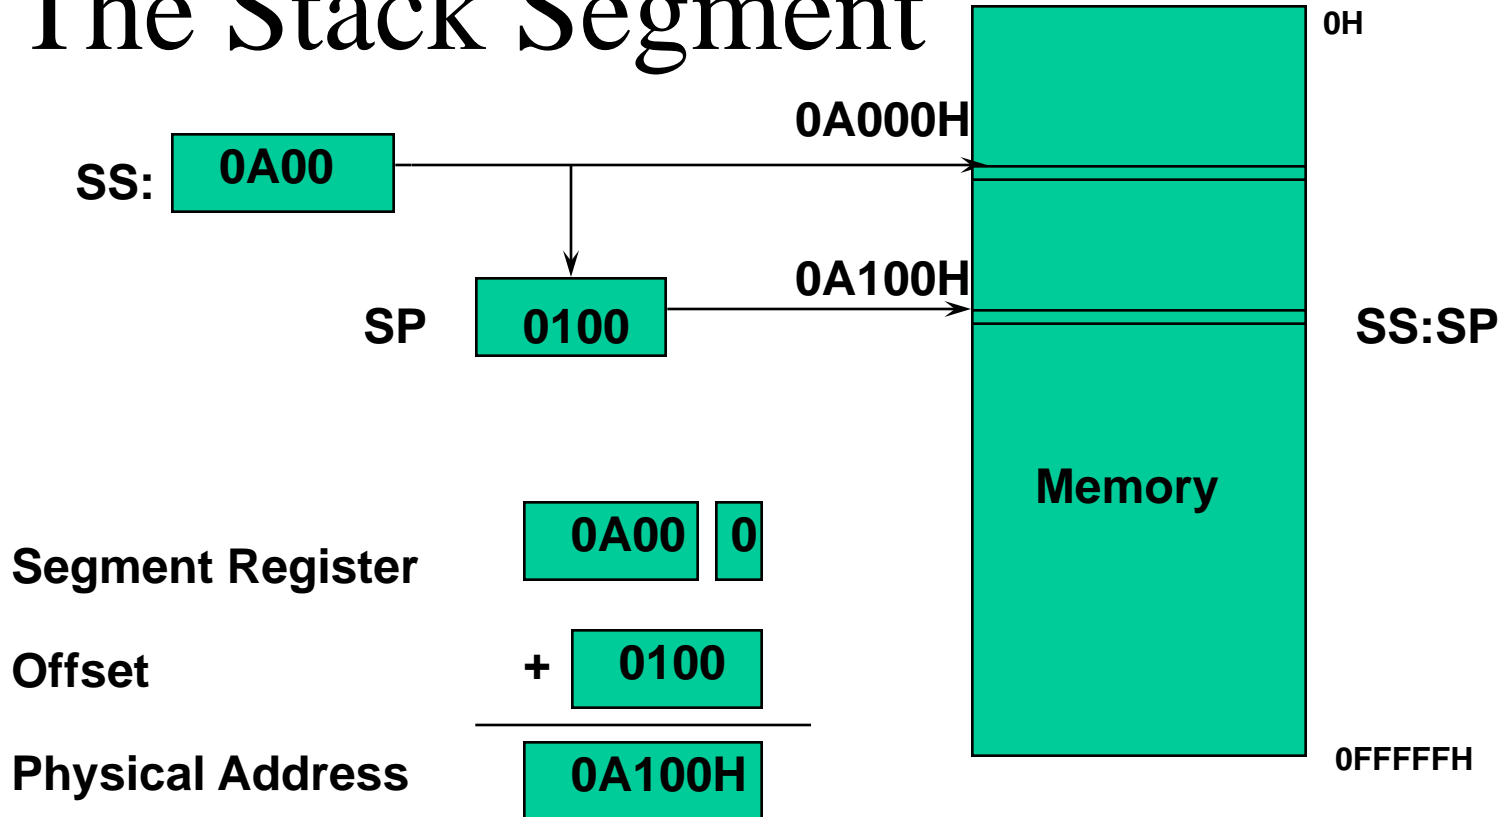 The Stack Segment
0H
0A000H
SS:
0A00
0A100H
SP
0100
SS:SP
Memory
Segment Register
0A00 0
Offset
+ 0100
Physical Address
0A100H
0FFFFFH